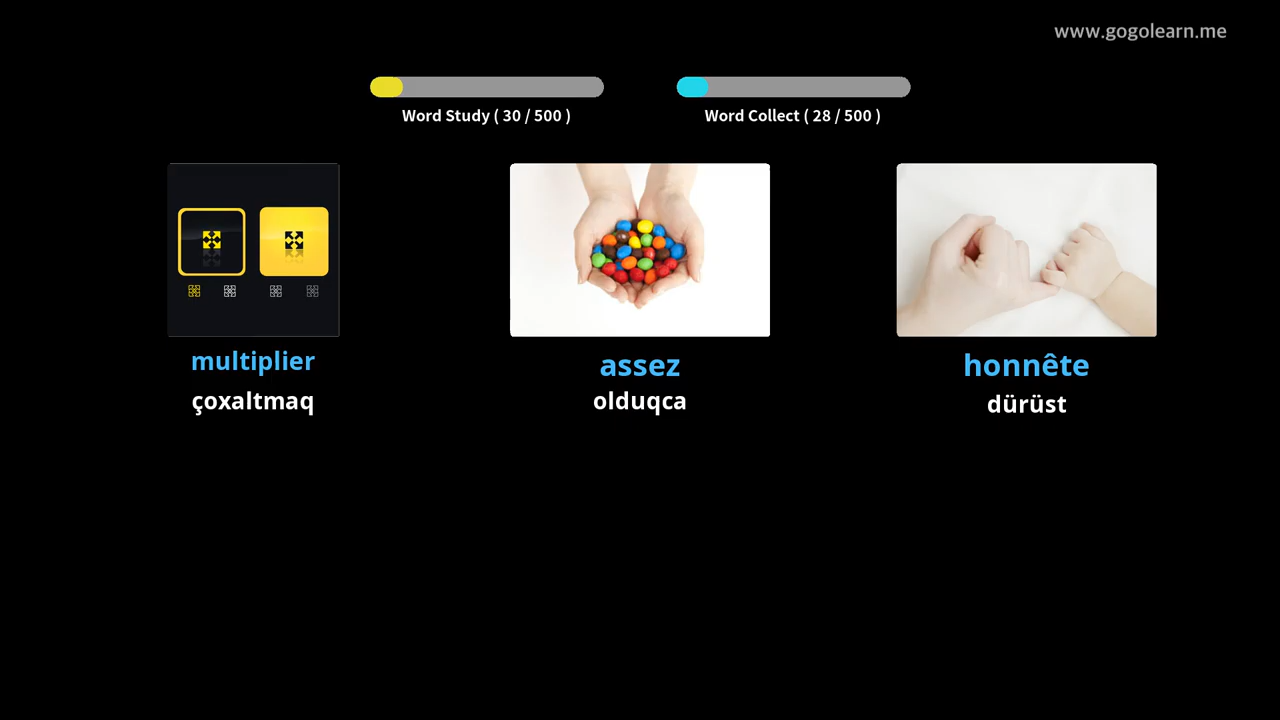 www.gogolearn.me
Word Study ( 30 / 500 )
Word Collect ( 28 / 500 )
multiplier
çoxaltmaq
assez
olduqca
honnête
dürüst